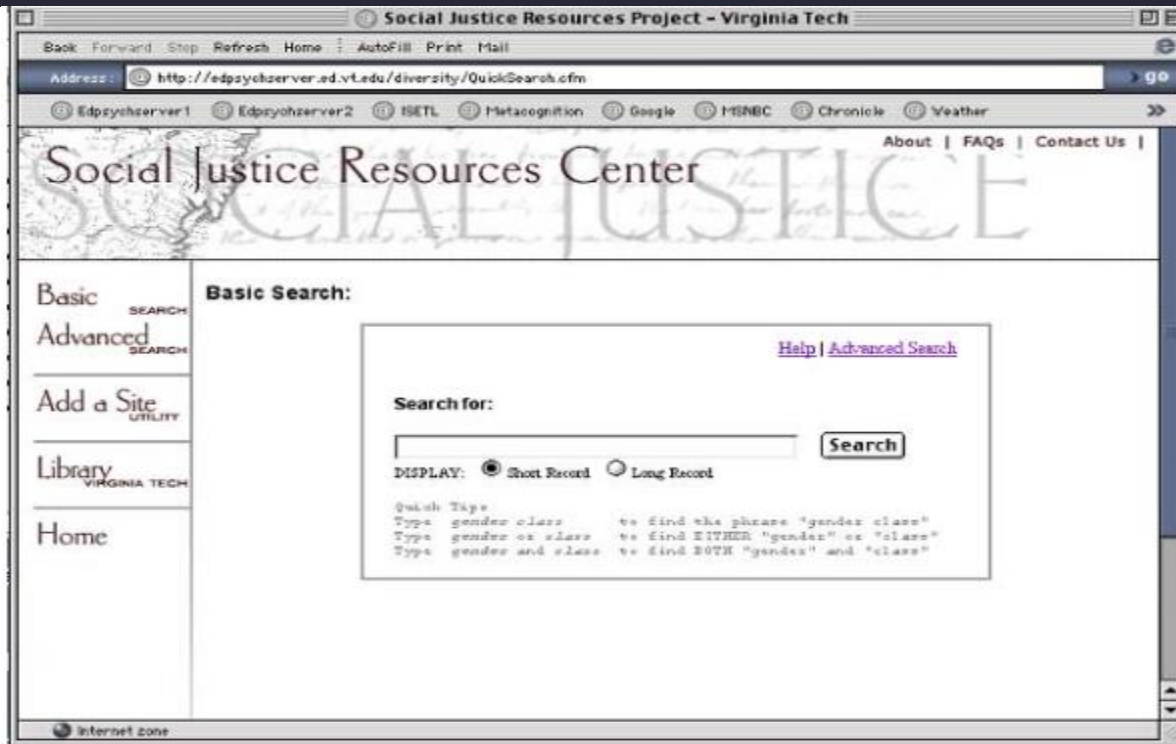 Social Justice Resources Project - Virginia Tech
Back Forward Stop Refresh Home AutoFill Print Mail
Address: http://edpsychserver.ed.vt.edu/diversity/QuickSearch.cfm go
Edpsychserver1 Edpsychserver2 ISETL Metacognition Google MSNBC Chronicle Weather
About | FAQs | Contact Us |
Social Justice Resources Center
SOCIAL JUSTICE
Basic SEARCH
Advanced SEARCH
Add a Site UTILITY
Library VIRGINIA TECH
Home
Basic Search:
Help | Advanced Search
Search for:
Search
DISPLAY: Short Record Long Record
Quick Tips
Type gender class to find the phrase "gender class"
Type gender or class to find EITHER "gender" or "class"
Type gender and class to find BOTH "gender" and "class"
Internet zone